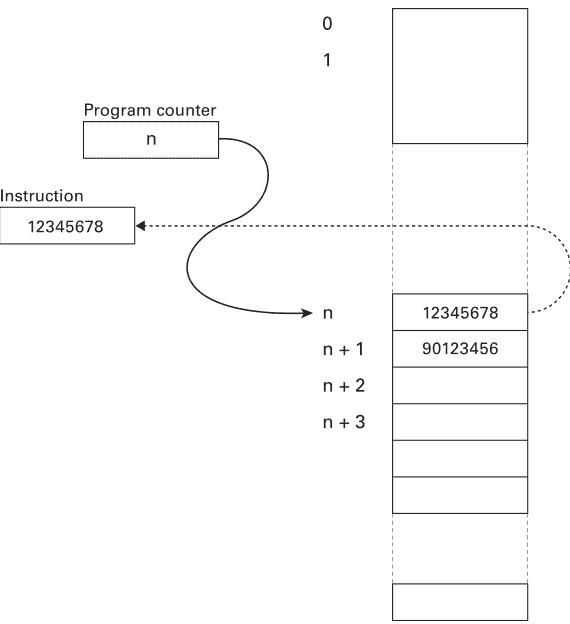 0
1
Program counter
n
Instruction
12345678
n 12345678
n + 1 90123456
n + 2
n + 3